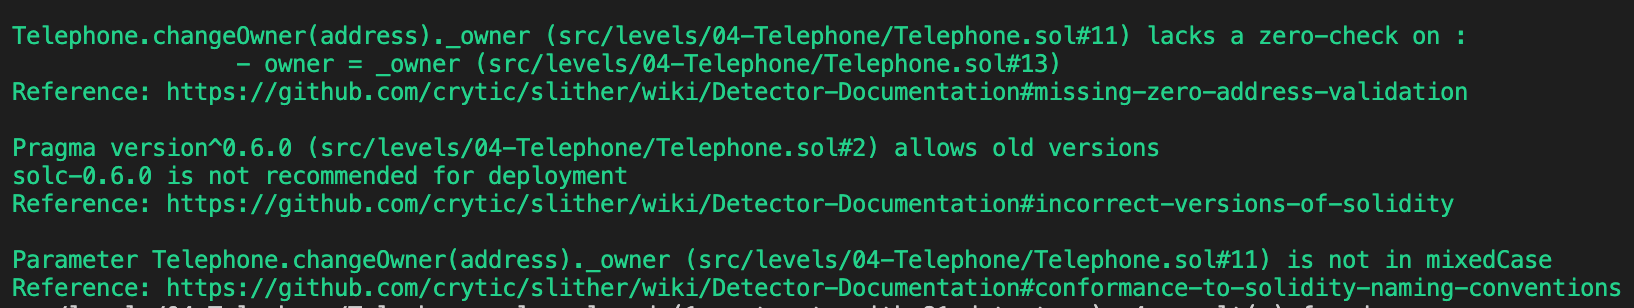 Telephone.changeOwner(address)._owner (src/levels/04-Telephone/Telephone.sol#11) lacks a zero-check on :
- owner = _owner (src/levels/04-Telephone/Telephone.sol#13)
Reference: https://github.com/crytic/slither/wiki/Detector-Documentation#missing-zero-address-validation
Pragma version^0.6.0 (src/levels/04-Telephone/Telephone.sol#2) allows old versions
solc-0.6.0 is not recommended for deployment
Reference: https://github.com/crytic/slither/wiki/Detector-Documentation#incorrect-versions-of-solidity
Parameter Telephone.changeOwner(address)._owner (src/levels/04-Telephone/Telephone.sol#11) is not in mixedCase
Reference: https://github.com/crytic/slither/wiki/Detector-Documentation#conformance-to-solidity-naming-conventions